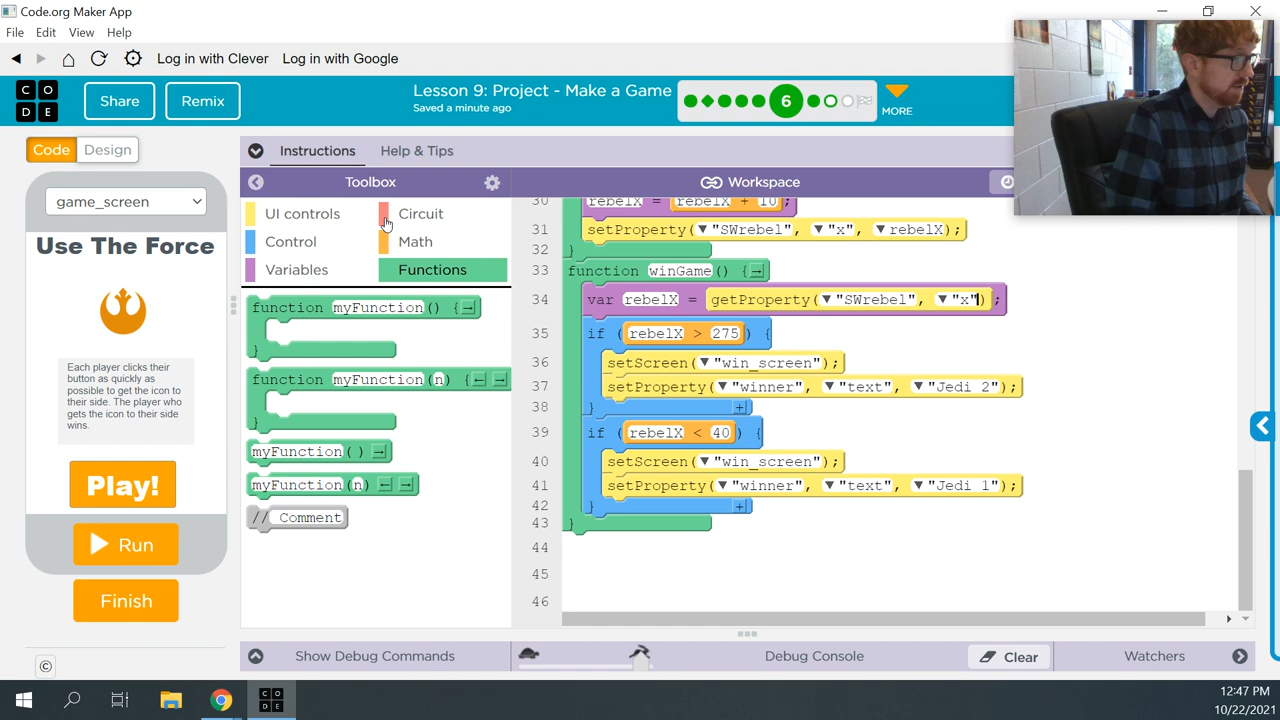 Code.org Maker App
File Edit View Help
Log in with Clever Log in with Google
C O D E
Share
Remix
Lesson 9: Project - Make a Game
Saved a minute ago
6
MORE
Code Design
Instructions Help & Tips
Toolbox
Workspace
game_screen
Use The Force
Each player clicks their
button as quickly as
possible to get the icon to
their side. The player who
gets the icon to their side
wins.
Play!
Run
Finish
UI controls Circuit
Control Math
Variables Functions
function myFunction() {
}
function myFunction(n) {
}
myFunction()
myFunction(n)
// Comment
30 rebelX = rebelX + 10;
31 setProperty("SWrebel", "x", rebelX);
32 }
33 function winGame() {
34 var rebelX = getProperty("SWrebel", "x");
35 if (rebelX > 275) {
36 setScreen("win_screen");
37 setProperty("winner", "text", "Jedi 2");
38 }
39 if (rebelX < 40) {
40 setScreen("win_screen");
41 setProperty("winner", "text", "Jedi 1");
42 }
43 }
44
45
46
Show Debug Commands
Debug Console
Clear
Watchers
©
C O D E
12:47 PM
10/22/2021